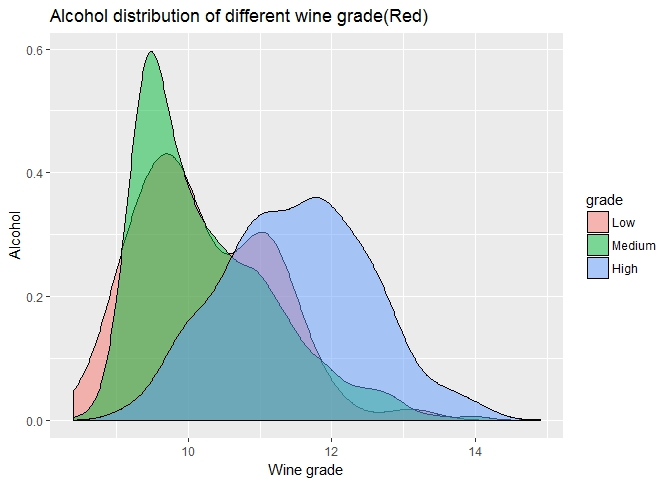 Alcohol distribution of different wine grade(Red)
0.6
0.4
0.2
0.0
Alcohol
10
12
14
Wine grade
grade
Low
Medium
High